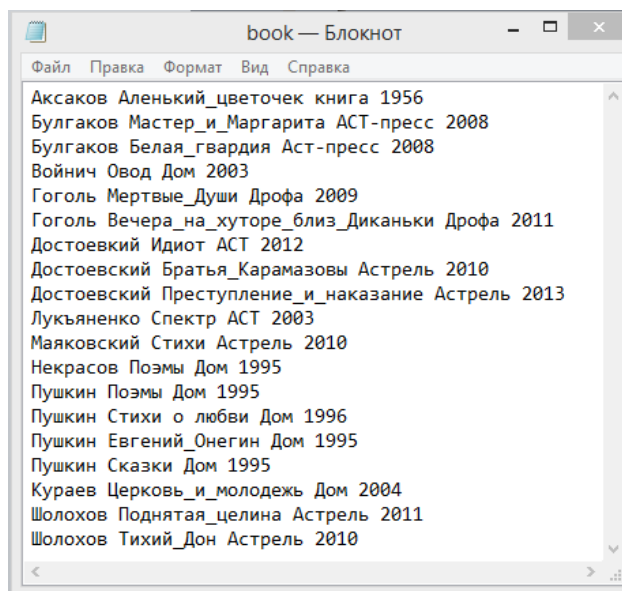 book — Блокнот
Файл Правка Формат Вид Справка
Аксаков Аленький_цветочек книга 1956
Булгаков Мастер_и_Маргарита АСТ-пресс 2008
Булгаков Белая_гвардия Аст-пресс 2008
Войнич Овод Дом 2003
Гоголь Мертвые_Души Дрофа 2009
Гоголь Вечера_на_хуторе_близ_Диканьки Дрофа 2011
Достоевкий Идиот АСТ 2012
Достоевский Братья_Карамазовы Астрель 2010
Достоевский Преступление_и_наказание Астрель 2013
Лукъяненко Спектр АСТ 2003
Маяковский Стихи Астрель 2010
Некрасов Поэмы Дом 1995
Пушкин Поэмы Дом 1995
Пушкин Стихи о любви Дом 1996
Пушкин Евгений_Онегин Дом 1995
Пушкин Сказки Дом 1995
Кураев Церковь_и_молодежь Дом 2004
Шолохов Поднятая_целина Астрель 2011
Шолохов Тихий_Дон Астрель 2010